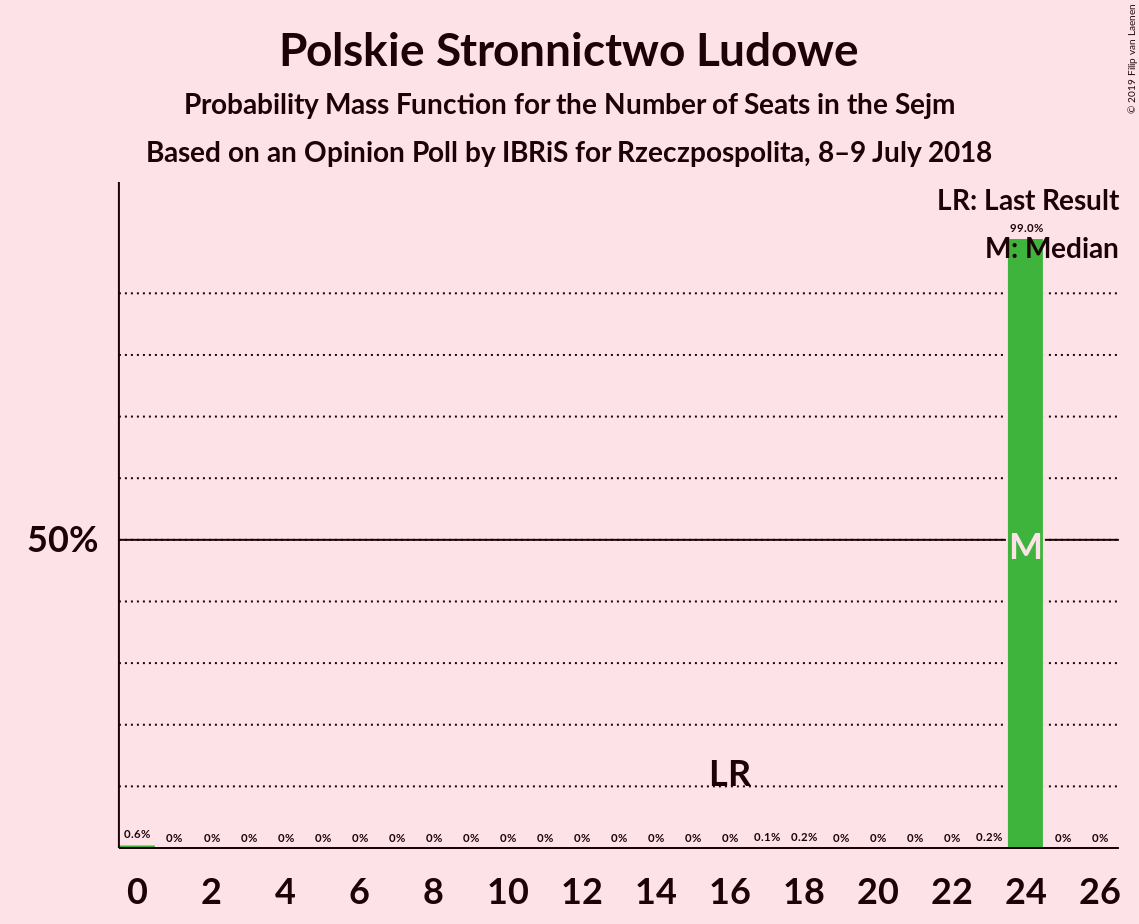 Polskie Stronnictwo Ludowe
Probability Mass Function for the Number of Seats in the Sejm
Based on an Opinion Poll by IBRiS for Rzeczpospolita, 8–9 July 2018
© 2019 Filip van Laenen
LR: Last Result
99.0%
M: Median
50%
M
LR
0.6% 0% 0% 0% 0% 0% 0% 0% 0% 0% 0% 0% 0% 0% 0% 0% 0% 0.1% 0.2% 0% 0% 0% 0% 0.2% 0% 0%
0 2 4 6 8 10 12 14 16 18 20 22 24 26